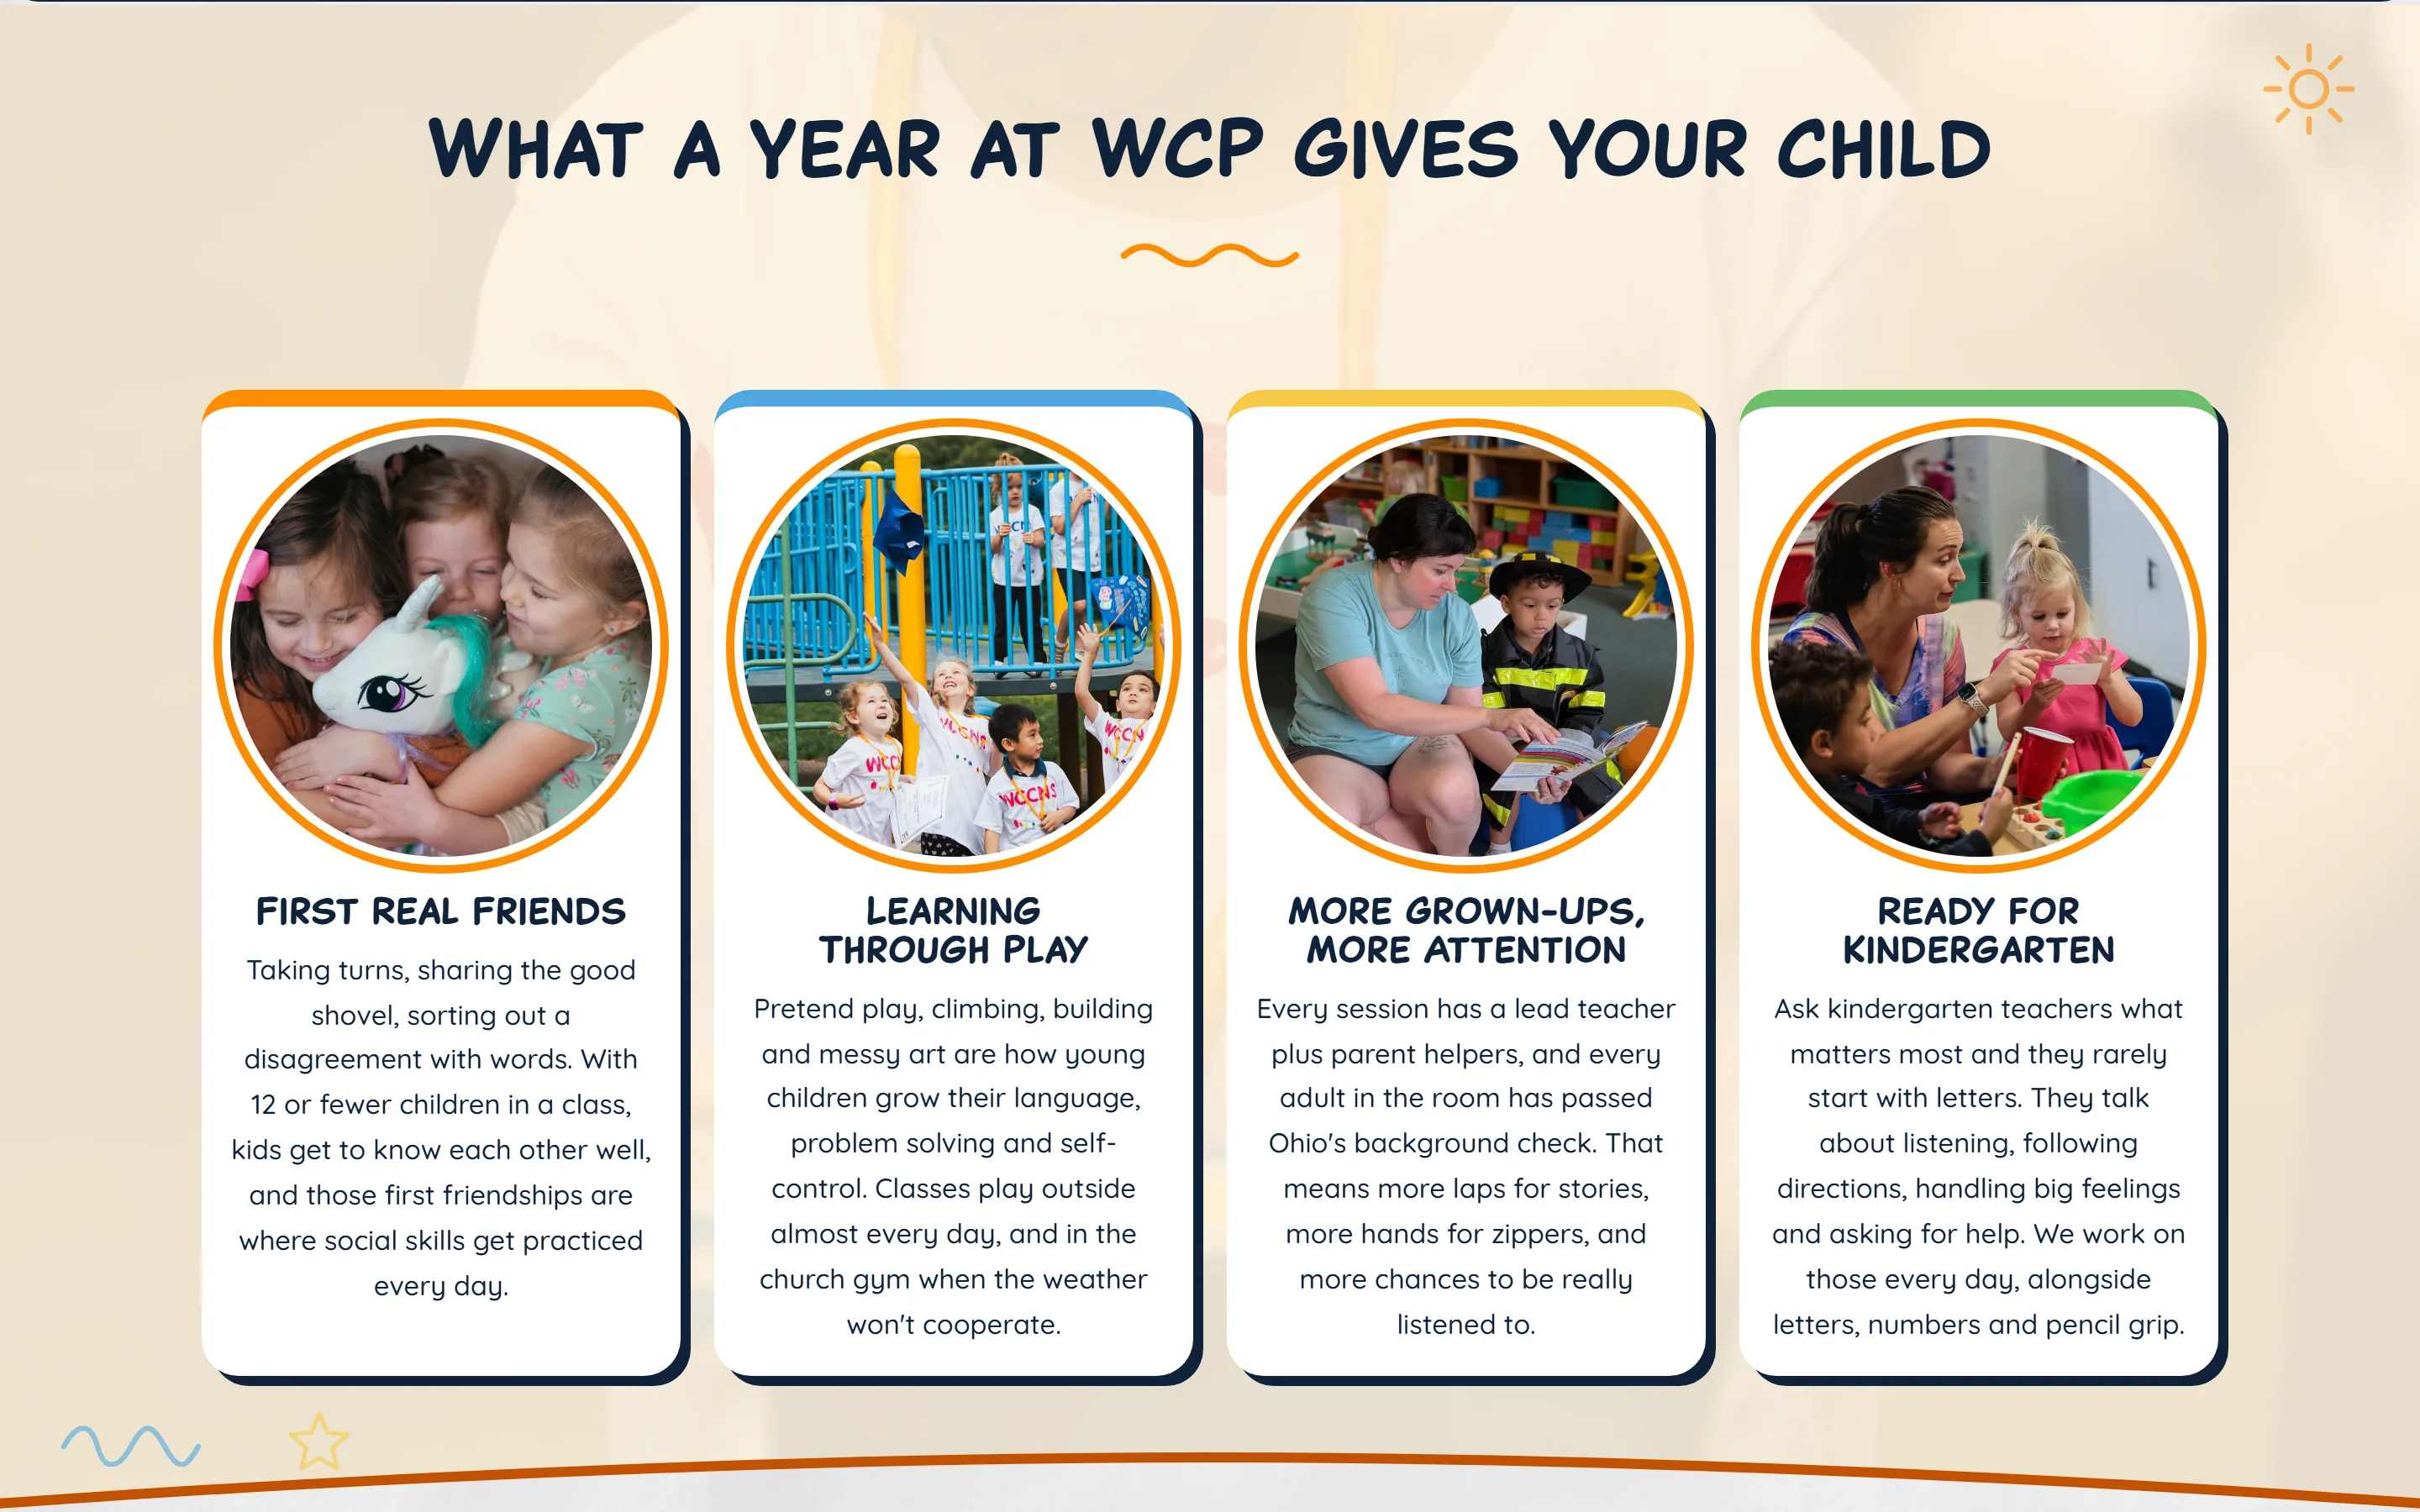 WHAT A YEAR AT WCP GIVES YOUR CHILD
FIRST REAL FRIENDS
Taking turns, sharing the good
shovel, sorting out a
disagreement with words. With
12 or fewer children in a class,
kids get to know each other well,
and those first friendships are
where social skills get practiced
every day.
LEARNING
THROUGH PLAY
Pretend play, climbing, building
and messy art are how young
children grow their language,
problem solving and self-
control. Classes play outside
almost every day, and in the
church gym when the weather
won't cooperate.
MORE GROWN-UPS,
MORE ATTENTION
Every session has a lead teacher
plus parent helpers, and every
adult in the room has passed
Ohio's background check. That
means more laps for stories,
more hands for zippers, and
more chances to be really
listened to.
READY FOR
KINDERGARTEN
Ask kindergarten teachers what
matters most and they rarely
start with letters. They talk
about listening, following
directions, handling big feelings
and asking for help. We work on
those every day, alongside
letters, numbers and pencil grip.
WCCNS